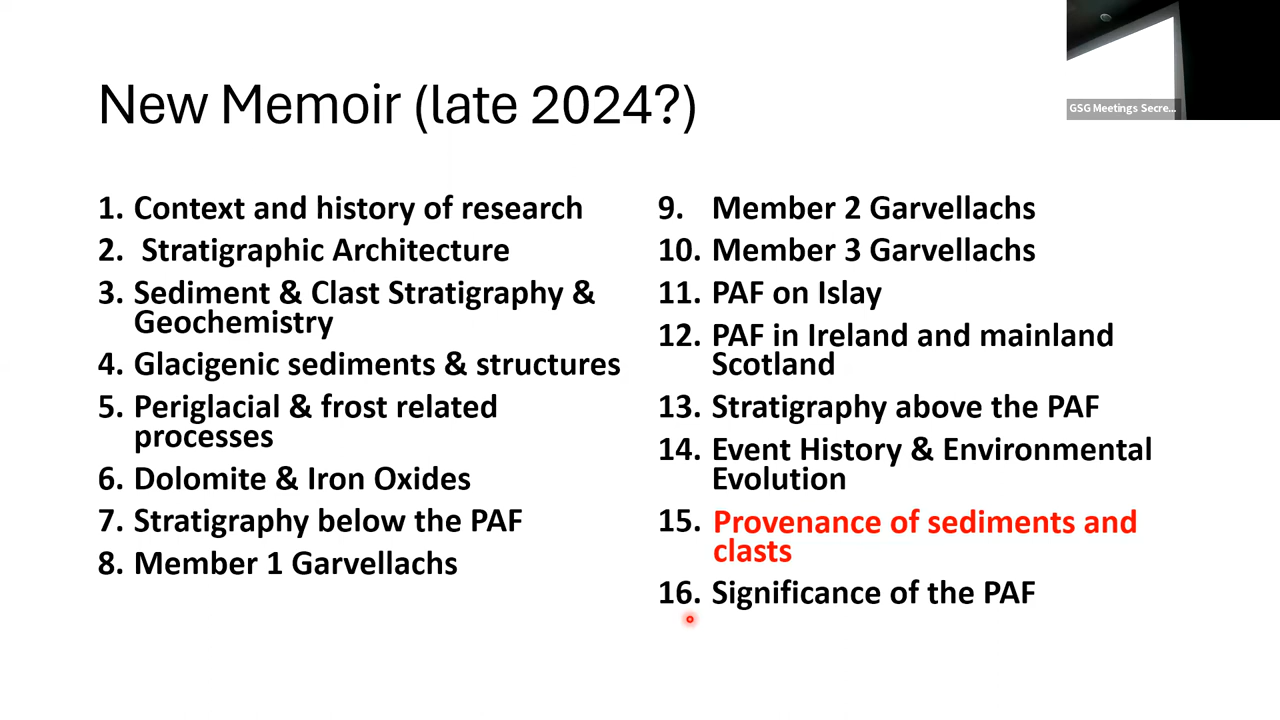 New Memoir (late 2024?)
GSG Meetings Secre...
1. Context and history of research
2. Stratigraphic Architecture
3. Sediment & Clast Stratigraphy &
Geochemistry
4. Glacigenic sediments & structures
5. Periglacial & frost related
processes
6. Dolomite & Iron Oxides
7. Stratigraphy below the PAF
8. Member 1 Garvellachs
9. Member 2 Garvellachs
10. Member 3 Garvellachs
11. PAF on Islay
12. PAF in Ireland and mainland
Scotland
13. Stratigraphy above the PAF
14. Event History & Environmental
Evolution
15. Provenance of sediments and
clasts
16. Significance of the PAF